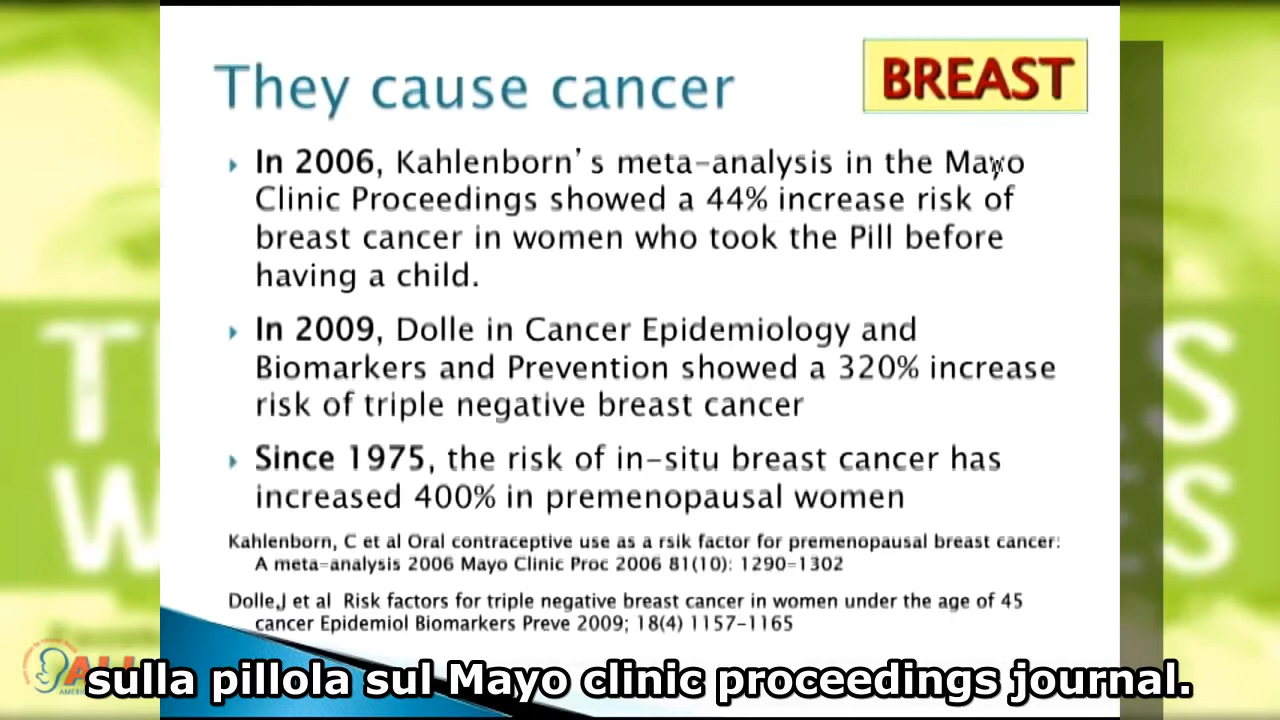 They cause cancer
BREAST
In 2006, Kahlenborn's meta-analysis in the Mayo
Clinic Proceedings showed a 44% increase risk of
breast cancer in women who took the Pill before
having a child.
In 2009, Dolle in Cancer Epidemiology and
Biomarkers and Prevention showed a 320% increase
risk of triple negative breast cancer
Since 1975, the risk of in-situ breast cancer has
increased 400% in premenopausal women
Kahlenborn, C et al Oral contraceptive use as a rsik factor for premenopausal breast cancer:
A meta-analysis 2006 Mayo Clinic Proc 2006 81(10): 1290-1302
Dolle,J et al Risk factors for triple negative breast cancer in women under the age of 45
cancer Epidemiol Biomarkers Preve 2009; 18(4) 1157-1165
sulla pillola sul Mayo clinic proceedings journal.